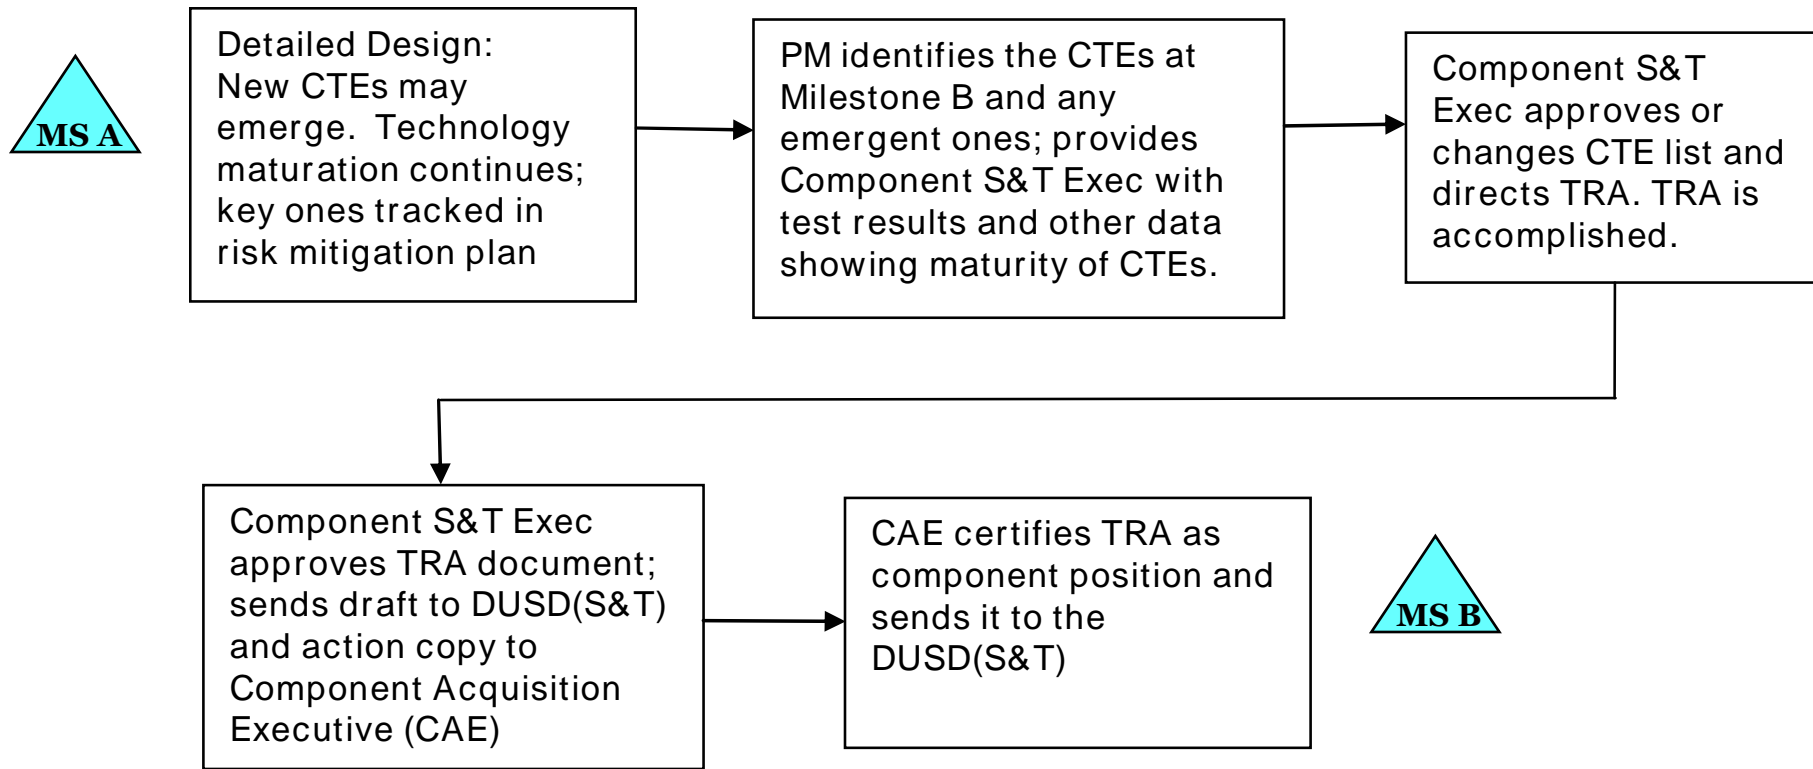 MS A
Detailed Design:
New CTEs may
emerge.  Technology
maturation continues;
key ones tracked in
risk mitigation plan
PM identifies the CTEs at
Milestone B and any
emergent ones; provides
Component S&T Exec with
test results and other data
showing maturity of CTEs.
Component S&T
Exec approves or
changes CTE list and
directs TRA. TRA is
accomplished.
Component S&T Exec
approves TRA document;
sends draft to DUSD(S&T)
and action copy to
Component Acquisition
Executive (CAE)
CAE certifies TRA as
component position and
sends it to the
DUSD(S&T)
MS B